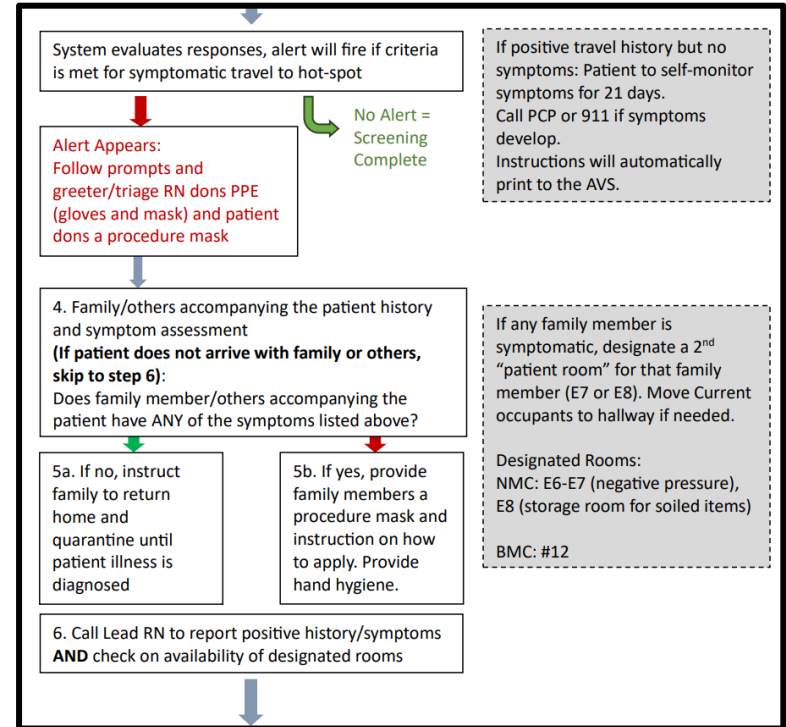 System evaluates responses, alert will fire if criteria
is met for symptomatic travel to hot-spot
No Alert =
Screening
Complete
If positive travel history but no
symptoms: Patient to self-monitor
symptoms for 21 days.
Call PCP or 911 if symptoms
develop.
Instructions will automatically
print to the AVS.
Alert Appears:
Follow prompts and
greeter/triage RN dons PPE
(gloves and mask) and patient
dons a procedure mask
4. Family/others accompanying the patient history
and symptom assessment
(If patient does not arrive with family or others,
skip to step 6):
Does family member/others accompanying the
patient have ANY of the symptoms listed above?
If any family member is
symptomatic, designate a 2nd
“patient room” for that family
member (E7 or E8). Move Current
occupants to hallway if needed.
Designated Rooms:
NMC: E6-E7 (negative pressure),
E8 (storage room for soiled items)
BMC: #12
5a. If no, instruct
family to return
home and
quarantine until
patient illness is
diagnosed
5b. If yes, provide
family members a
procedure mask and
instruction on how
to apply. Provide
hand hygiene.
6. Call Lead RN to report positive history/symptoms
AND check on availability of designated rooms